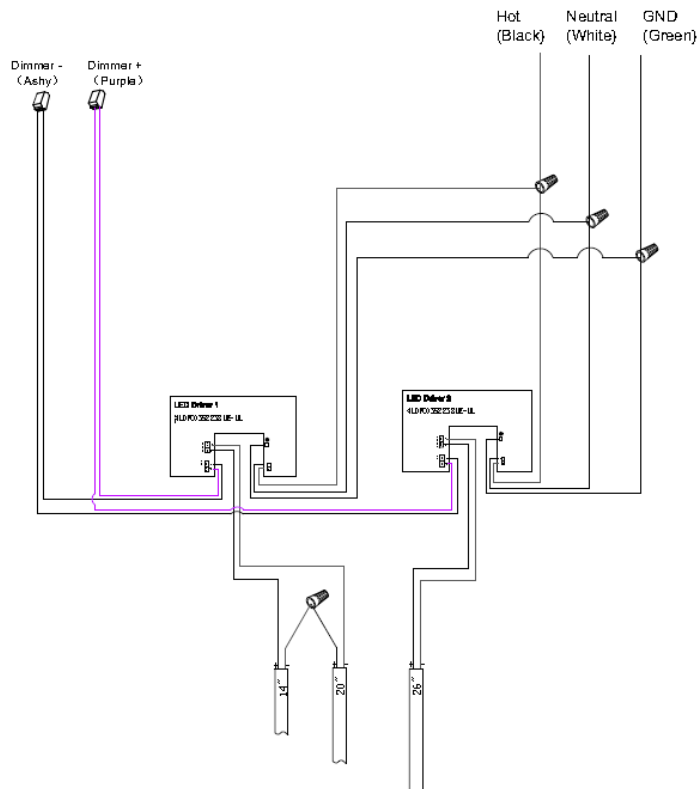 Hot
(Black)
Neutral
(White)
GND
(Green)
Dimmer -
（Ashy）
Dimmer +
（Purple）
LED Driver 1
LED Driver 2
14″
20″
26″